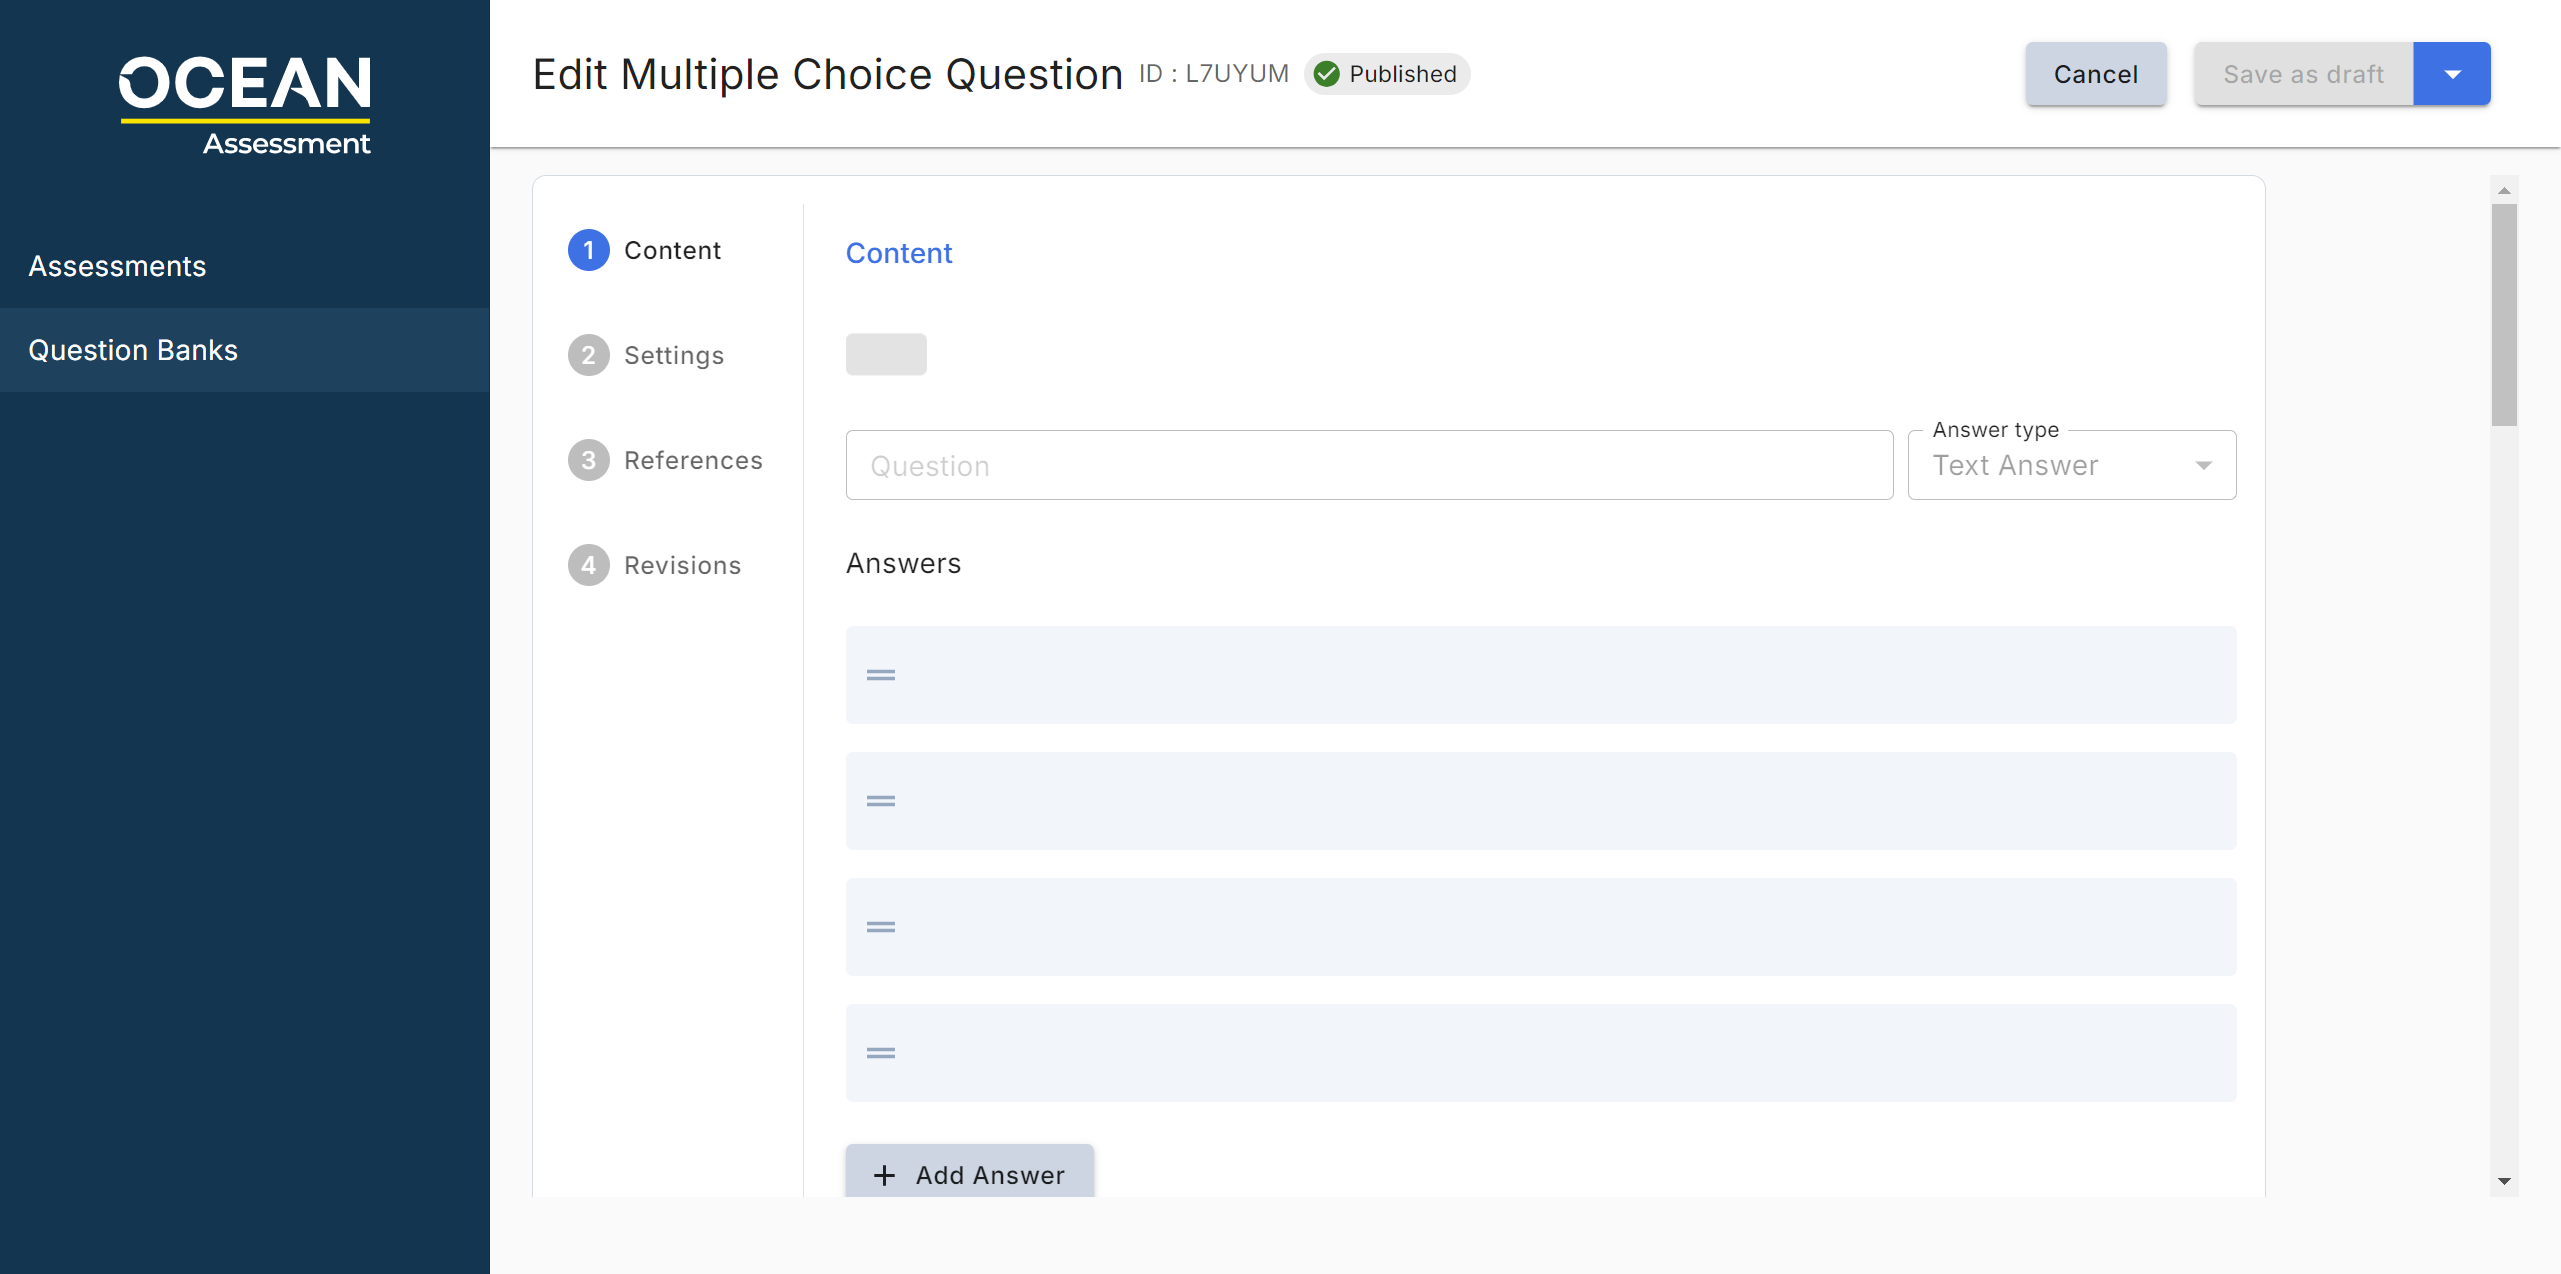 OCEAN
Assessment
Assessments
Question Banks
Edit Multiple Choice Question ID : L7UYUM Published
Cancel
Save as draft
1 Content
2 Settings
3 References
4 Revisions
Content
Question
Answer type
Text Answer
Answers
Add Answer